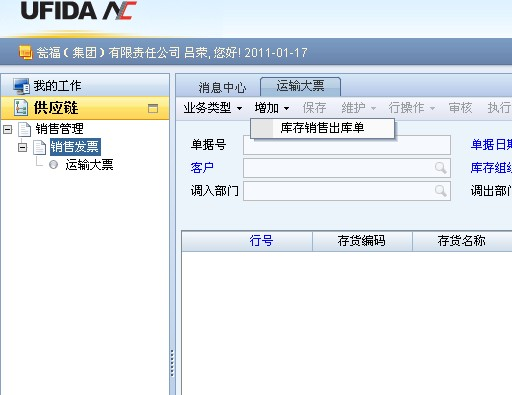 UFIDA NC
瓮福（集团）有限责任公司 吕荣, 您好! 2011-01-17
我的工作
供应链
销售管理
销售发票
运输大票
消息中心 运输大票
业务类型 增加 保存 维护 行操作 审核 执行
库存销售出库单
单据号 单据日期
客户 库存组织
调入部门 调出部门
行号 存货编码 存货名称